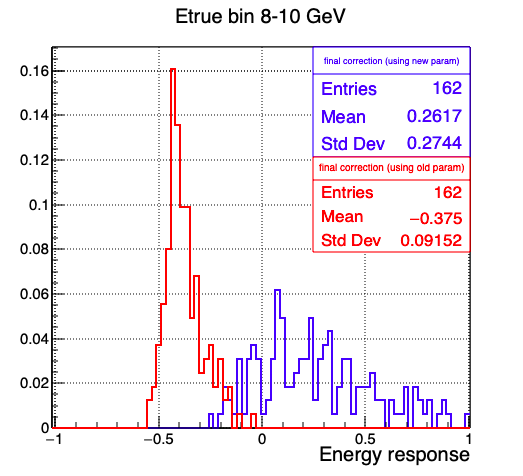 Etrue bin 8-10 GeV
final correction (using new param)
Entries 162
Mean 0.2617
Std Dev 0.2744
final correction (using old param)
Entries 162
Mean −0.375
Std Dev 0.09152
0.16
0.14
0.12
0.1
0.08
0.06
0.04
0.02
0
−1 −0.5 0 0.5 1
Energy response